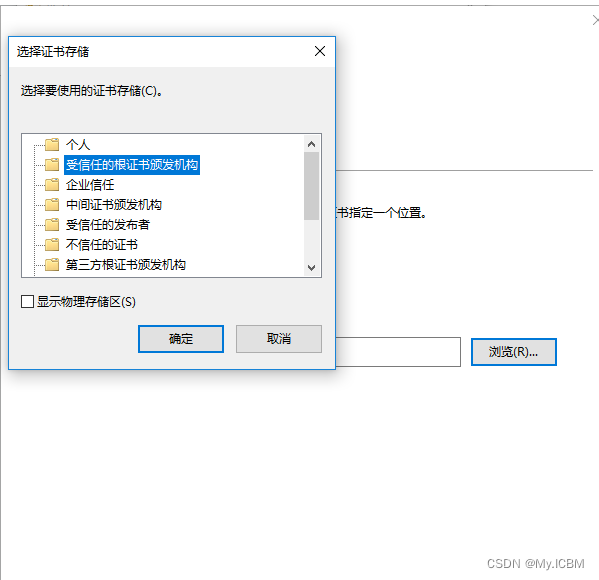 选择证书存储
选择要使用的证书存储(C)。
个人
受信任的根证书颁发机构
企业信任
中间证书颁发机构
受信任的发布者
不信任的证书
第三方根证书颁发机构
书指定一个位置。
显示物理存储区(S)
确定
取消
浏览(R)...
CSDN @My.ICBM